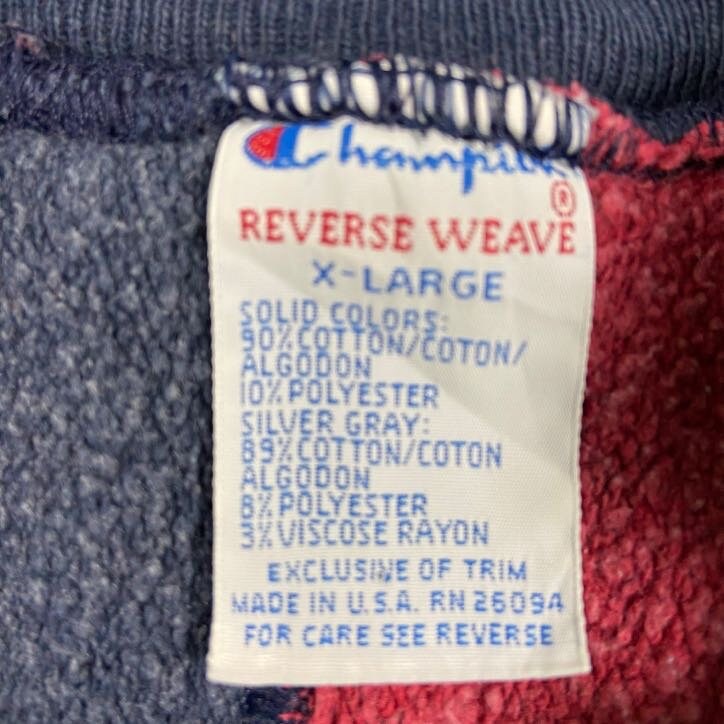 Champion
®
REVERSE WEAVE
X-LARGE
SOLID COLORS:
90%COTTON/COTON/
ALGODON
10%POLYESTER
SILVER GRAY:
89%COTTON/COTON
ALGODON
8%POLYESTER
3%VISCOSE RAYON
EXCLUSIVE OF TRIM
MADE IN U.S.A. RN 26094
FOR CARE SEE REVERSE